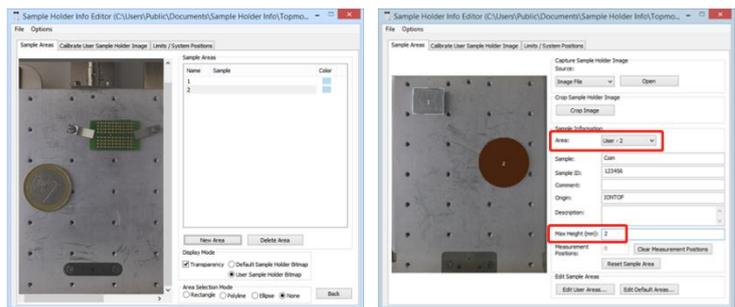 Sample Holder Info Editor (C:\Users\Public\Documents\Sample Holder Info\Topmo...
File Options
Sample Areas Calibrate User Sample Holder Image Limits / System Positions
Sample Areas
Name Sample Color
1
2
New Area Delete Area
Display Mode
Transparency Default Sample Holder Bitmap
User Sample Holder Bitmap
Area Selection Mode
Rectangle Polyline Ellipse None Back
Sample Holder Info Editor (C:\Users\Public\Documents\Sample Holder Info\Topmo...
File Options
Sample Areas Calibrate User Sample Holder Image Limits / System Positions
Capture Sample Holder Image
Source:
Image File Open
Crop Sample Holder Image
Crop Image
Sample Information
Area: User - 2
Sample: Coin
Sample ID: 123456
Comment:
Origin: IONTOF
Description:
Max Height (mm): 2
Measurement Positions: 0 Clear Measurement Positions
Reset Sample Area
Edit Sample Areas
Edit User Areas... Edit Default Areas...
1
2